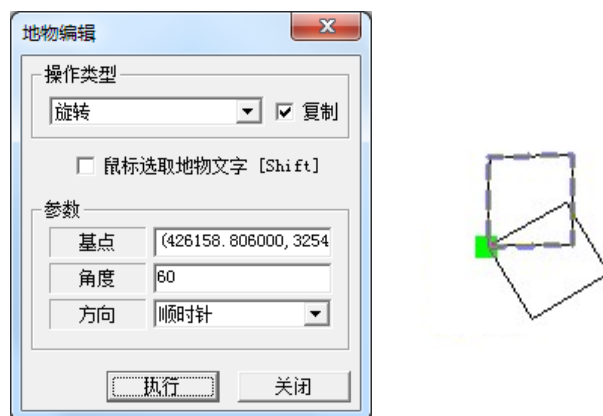 地物编辑
操作类型
旋转 复制
鼠标选取地物文字 [Shift]
参数
基点 (426158.806000, 3254
角度 60
方向 顺时针
执行 关闭